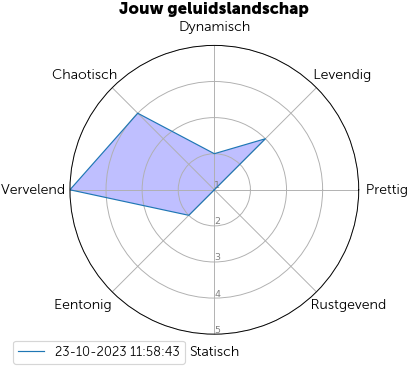 Jouw geluidslandschap
Dynamisch
Chaotisch
Levendig
Vervelend
1
Prettig
2
3
4
Eentonig
Rustgevend
5
23-10-2023 11:58:43
Statisch